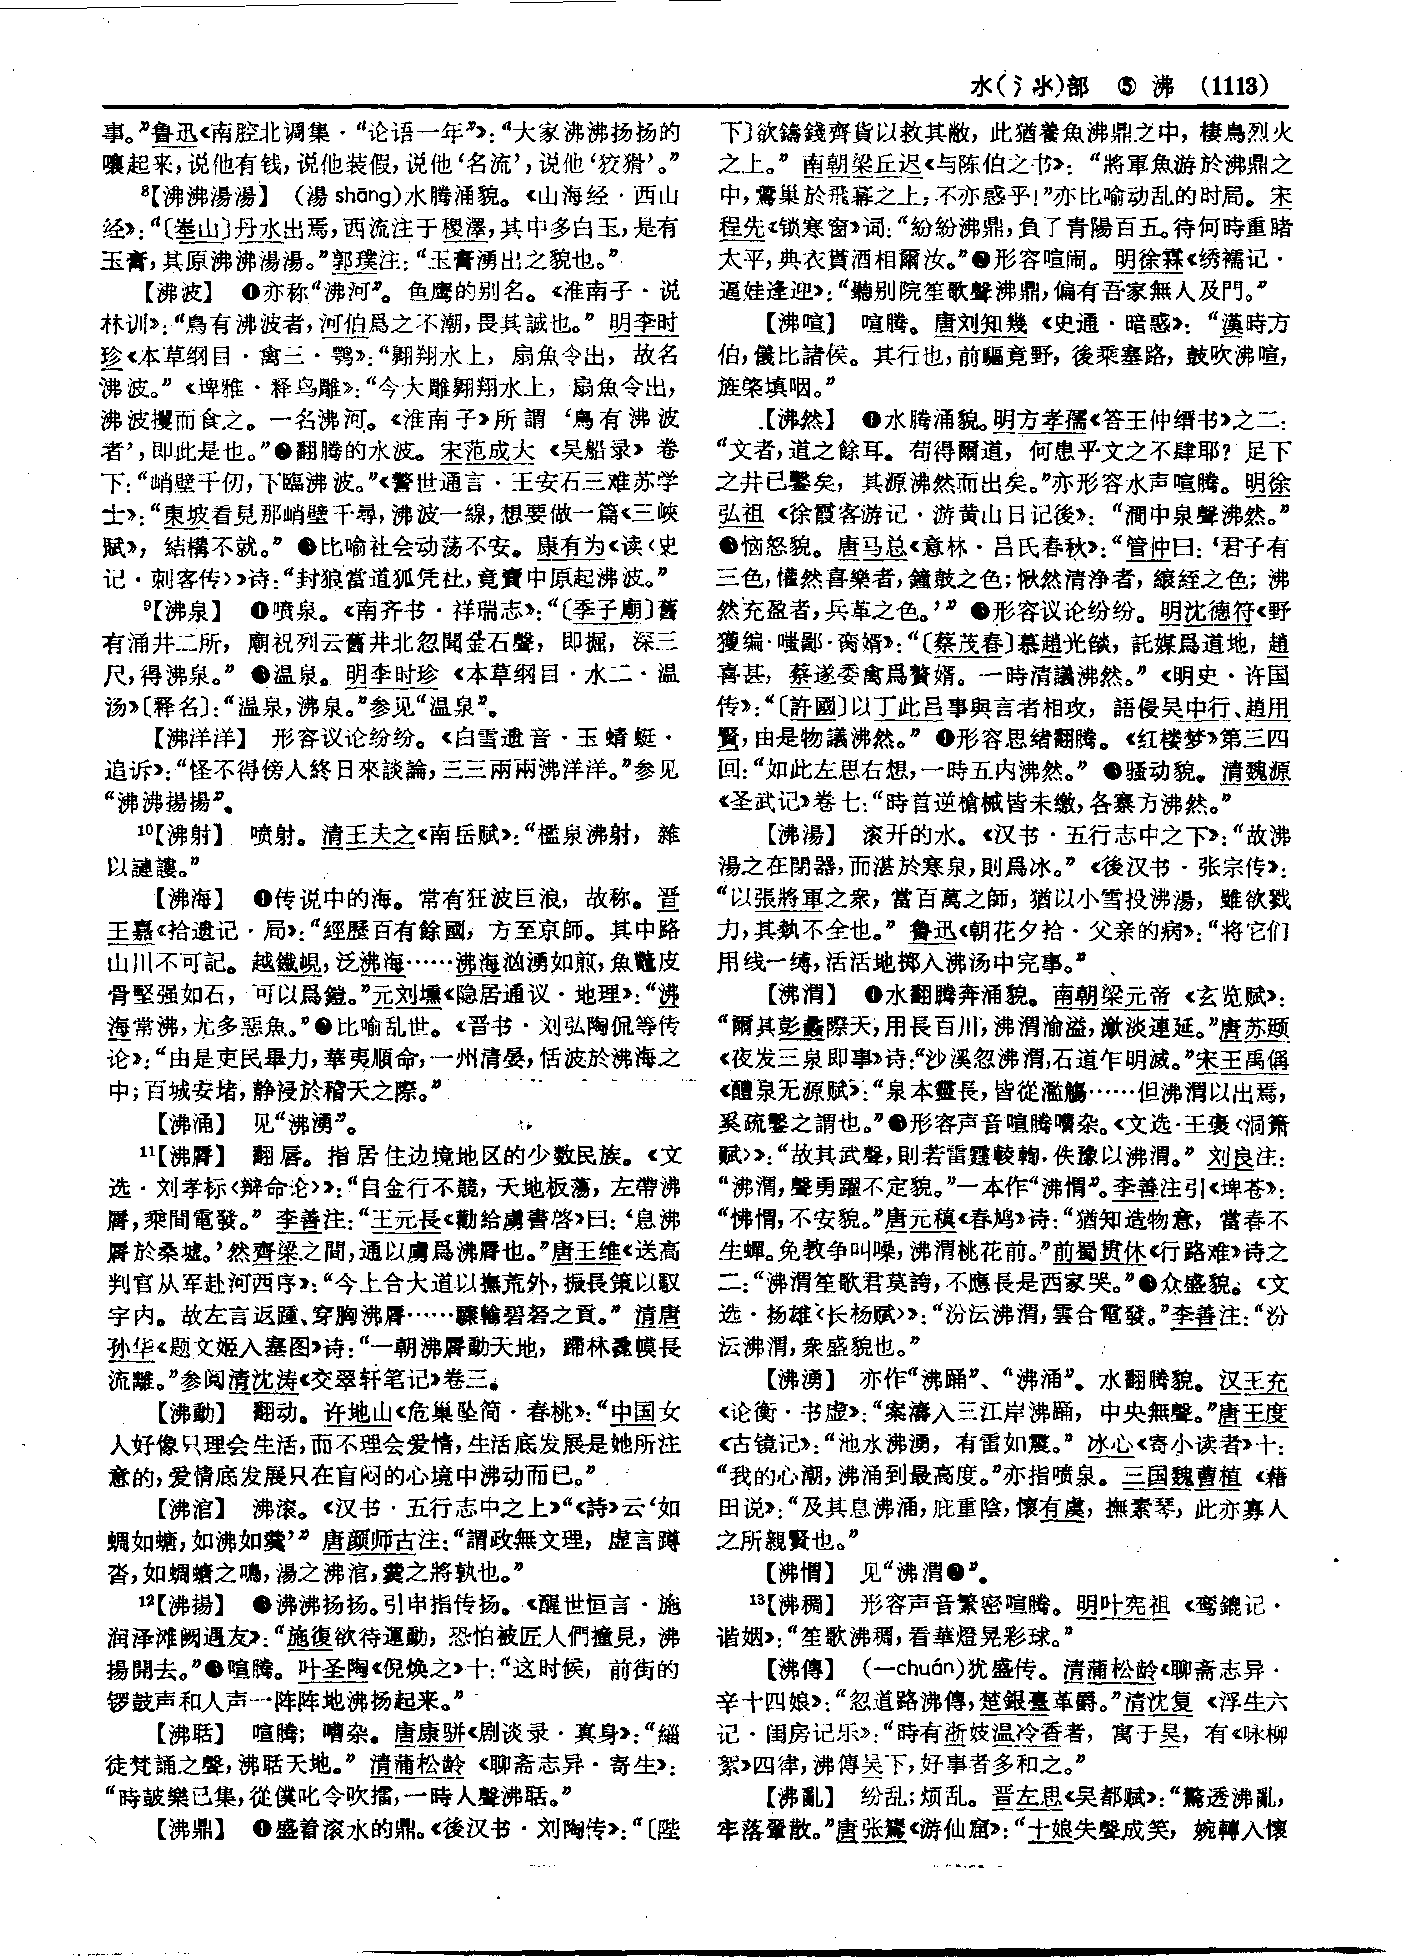 水(氵氺)部 ⑤ 沸 (1113)
事。”鲁迅《南腔北调集·“论语一年”》：“大家沸沸扬扬的
嚷起来，说他有钱，说他装假，说他‘名流’，说他‘狡猾’。”
⁸【沸沸湯湯】 (湯 shāng)水腾涌貌。《山海经·西山
经》：“〔峚山〕丹水出焉，西流注于稷澤，其中多白玉，是有
玉膏，其原沸沸湯湯。”郭璞注：“玉膏湧出之貌也。”
【沸波】 ❶亦称“沸河”。鱼鹰的别名。《淮南子·说
林训》：“鳥有沸波者，河伯爲之不潮，畏其誠也。”明李时
珍《本草纲目·禽三·鹗》：“翱翔水上，扇魚令出，故名
沸波。”《埤雅·释鸟雕》：“今大雕翱翔水上，扇魚令出，
沸波攫而食之。一名沸河。《淮南子》所謂‘鳥有沸波
者’，即此是也。”❷翻腾的水波。宋范成大《吴船录》卷
下：“峭壁千仞，下臨沸波。”《警世通言·王安石三难苏学
士》：“東坡看見那峭壁千尋，沸波一線，想要做一篇《三峽
賦》，結構不就。”❸比喻社会动荡不安。康有为《读〈史
记·刺客传〉》诗：“封狼當道狐凭社，竟賣中原起沸波。”
⁹【沸泉】 ❶喷泉。《南齐书·祥瑞志》：“〔季子廟〕舊
有涌井二所，廟祝列云舊井北忽聞金石聲，即掘，深三
尺，得沸泉。”❷温泉。明李时珍《本草纲目·水二·温
汤》〔释名〕：“温泉，沸泉。”参见“温泉”。
【沸洋洋】 形容议论纷纷。《白雪遗音·玉蜻蜓·
追诉》：“怪不得傍人終日來談論，三三兩兩沸洋洋。”参见
“沸沸揚揚”。
¹⁰【沸射】 喷射。清王夫之《南岳赋》：“檻泉沸射，雜
以謰謱。”
【沸海】 ❶传说中的海。常有狂波巨浪，故称。晋
王嘉《拾遗记·局》：“經歷百有餘國，方至京師。其中路
山川不可記。越鐵峴，泛沸海……沸海汹湧如煎，魚鼈皮
骨堅强如石，可以爲鎧。”元刘壎《隐居通议·地理》：“沸
海常沸，尤多惡魚。”❷比喻乱世。《晋书·刘弘陶侃等传
论》：“由是吏民畢力，華夷順命，一州清晏，恬波於沸海之
中；百城安堵，静祲於稽天之際。”
【沸涌】 见“沸湧”。
¹¹【沸脣】 翻唇。指居住边境地区的少数民族。《文
选·刘孝标〈辩命论〉》：“自金行不競，天地板蕩，左帶沸
脣，乘間電發。”李善注：“王元長《勸給虜書啓》曰：‘息沸
脣於桑墟。’然齊梁之間，通以虜爲沸脣也。”唐王维《送高
判官从军赴河西序》：“今上合大道以撫荒外，振長策以馭
宇内。故左言返踵、穿胸沸脣……驟輸碧砮之貢。”清唐
孙华《题文姬入塞图》诗：“一朝沸脣動天地，蹛林毳幙長
流離。”参阅清沈涛《交翠轩笔记》卷三。
【沸動】 翻动。许地山《危巢坠简·春桃》：“中国女
人好像只理会生活，而不理会爱情，生活底发展是她所注
意的，爱情底发展只在盲闷的心境中沸动而已。”
【沸涫】 沸滚。《汉书·五行志中之上》“《詩》云‘如
蜩如螗，如沸如羹’”唐颜师古注：“謂政無文理，虚言蹲
沓，如蜩螗之鳴，湯之沸涫，羹之將孰也。”
¹²【沸揚】 ❶沸沸扬扬。引申指传扬。《醒世恒言·施
润泽滩阙遇友》：“施復欲待運動，恐怕被匠人們撞見，沸
揚開去。”❷喧腾。叶圣陶《倪焕之》十：“这时候，前街的
锣鼓声和人声一阵阵地沸扬起来。”
【沸聒】 喧腾；嘈杂。唐康骈《剧谈录·真身》：“緇
徒梵誦之聲，沸聒天地。”清蒲松龄《聊斋志异·寄生》：
“時鼓樂已集，從僕叱令吹擂，一時人聲沸聒。”
【沸鼎】 ❶盛着滚水的鼎。《後汉书·刘陶传》：“〔陛
下〕欲鑄錢齊貨以救其敝，此猶養魚沸鼎之中，棲鳥烈火
之上。”南朝梁丘迟《与陈伯之书》：“將軍魚游於沸鼎之
中，鷰巢於飛幕之上，不亦惑乎！”亦比喻动乱的时局。宋
程先《锁寒窗》词：“紛紛沸鼎，負了青陽百五。待何時重睹
太平，典衣貰酒相爾汝。”❷形容喧闹。明徐霖《绣襦记·
逼娃逢迎》：“聽别院笙歌聲沸鼎，偏有吾家無人及門。”
【沸喧】 喧腾。唐刘知幾《史通·暗惑》：“漢時方
伯，儀比諸侯。其行也，前驅竟野，後乘塞路，鼓吹沸喧，
旌棨填咽。”
【沸然】 ❶水腾涌貌。明方孝孺《答王仲缙书》之二：
“文者，道之餘耳。苟得爾道，何患乎文之不肆耶？足下
之井已鑿矣，其源沸然而出矣。”亦形容水声喧腾。明徐
弘祖《徐霞客游记·游黄山日记後》：“澗中泉聲沸然。”
❷恼怒貌。唐马总《意林·吕氏春秋》：“管仲曰：‘君子有
三色，懽然喜樂者，鐘鼓之色；愀然清净者，縗絰之色；沸
然充盈者，兵革之色。’”❸形容议论纷纷。明沈德符《野
獲编·嗤鄙·脔婿》：“〔蔡茂春〕慕趙光燄，託媒爲道地，趙
喜甚，蔡遂委禽爲贅婿。一時清議沸然。”《明史·许国
传》：“〔許國〕以丁此吕事與言者相攻，語侵吴中行、趙用
賢，由是物議沸然。”❹形容思绪翻腾。《红楼梦》第三四
回：“如此左思右想，一時五内沸然。”❺骚动貌。清魏源
《圣武记》卷七：“時首逆槍械皆未缴，各寨方沸然。”
【沸湯】 滚开的水。《汉书·五行志中之下》：“故沸
湯之在閉器，而湛於寒泉，則爲冰。”《後汉书·张宗传》：
“以張將軍之衆，當百萬之師，猶以小雪投沸湯，雖欲戮
力，其埶不全也。”鲁迅《朝花夕拾·父亲的病》：“将它们
用线一缚，活活地掷入沸汤中完事。”
【沸渭】 ❶水翻腾奔涌貌。南朝梁元帝《玄览赋》：
“爾其彭蠡際天，用長百川，沸渭渝溢，澉淡連延。”唐苏颋
《夜发三泉即事》诗：“沙溪忽沸渭，石道乍明滅。”宋王禹偁
《醴泉无源赋》：“泉本靈長，皆從濫觴……但沸渭以出焉，
奚疏鑿之謂也。”❷形容声音喧腾嘈杂。《文选·王褒〈洞箫
赋〉》：“故其武聲，則若雷霆輘輷，佚豫以沸渭。”刘良注：
“沸渭，聲勇躍不定貌。”一本作“沸㥜”。李善注引《埤苍》：
“怫㥜，不安貌。”唐元稹《春鸠》诗：“猶知造物意，當春不
生蟬。免教争叫噪，沸渭桃花前。”前蜀贯休《行路难》诗之
二：“沸渭笙歌君莫誇，不應長是西家哭。”❸众盛貌。《文
选·扬雄〈长杨赋〉》：“汾沄沸渭，雲合電發。”李善注：“汾
沄沸渭，衆盛貌也。”
【沸湧】 亦作“沸踊”、“沸涌”。水翻腾貌。汉王充
《论衡·书虚》：“案濤入三江岸沸踊，中央無聲。”唐王度
《古镜记》：“池水沸湧，有雷如震。”冰心《寄小读者》十：
“我的心潮，沸涌到最高度。”亦指喷泉。三国魏曹植《藉
田说》：“及其息沸涌，庇重陰，懷有虞，撫素琴，此亦寡人
之所親賢也。”
【沸㥜】 见“沸渭❷”。
¹³【沸稠】 形容声音繁密喧腾。明叶宪祖《鸾鎞记·
谐姻》：“笙歌沸稠，看華燈晃彩球。”
【沸傳】 (—chuán)犹盛传。清蒲松龄《聊斋志异·
辛十四娘》：“忽道路沸傳，楚銀臺革爵。”清沈复《浮生六
记·闺房记乐》：“時有浙妓温冷香者，寓于吴，有《咏柳
絮》四律，沸傳吴下，好事者多和之。”
【沸亂】 纷乱；烦乱。晋左思《吴都赋》：“驚透沸亂，
牢落翬散。”唐张鷟《游仙窟》：“十娘失聲成笑，婉轉入懷